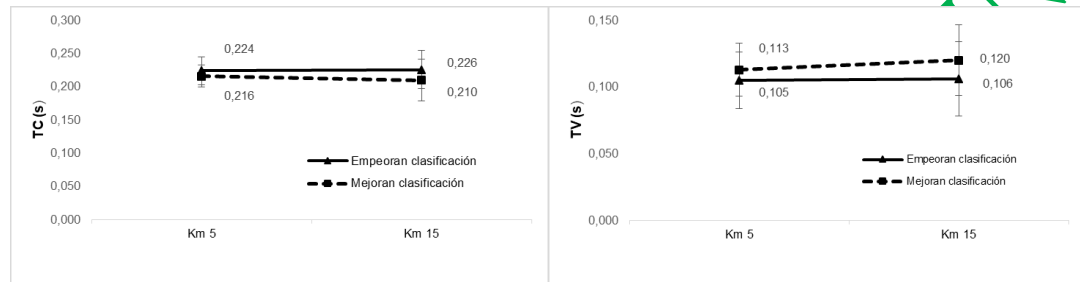 0,300
0,250
0,200
0,150
0,100
0,050
0,000
TC (s)
0,224
0,226
0,216
0,210
Empeoran clasificación
Mejoran clasificación
Km 5
Km 15
0,150
0,100
0,050
0,000
TV (s)
0,113
0,120
0,105
0,106
Empeoran clasificación
Mejoran clasificación
Km 5
Km 15